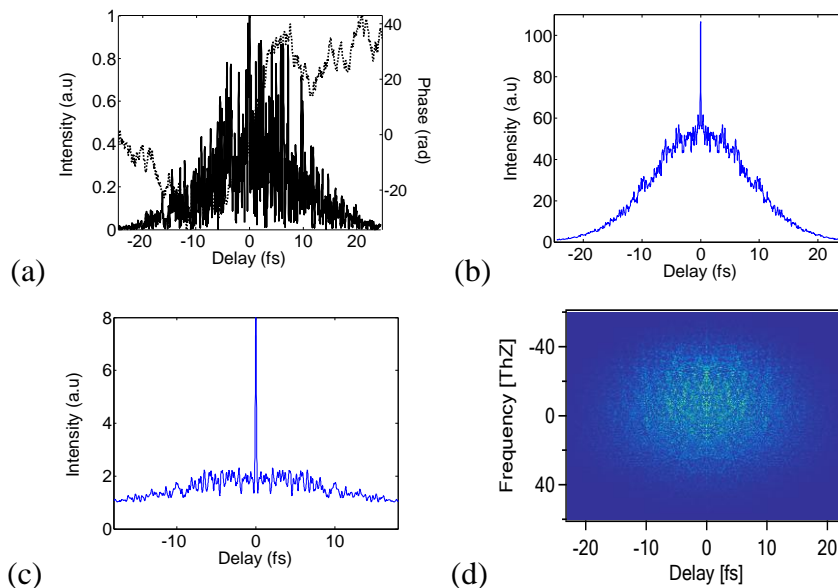 1
0.8
0.6
0.4
0.2
0
Intensity (a.u)
40
20
0
-20
Phase (rad)
-20 -10 0 10 20
Delay (fs)
(a)
100
80
60
40
20
0
Intensity (a.u)
-20 -10 0 10 20
Delay (fs)
(b)
8
6
4
2
0
Intensity (a.u)
-10 0 10
Delay (fs)
(c)
-40
0
40
Frequency [ThZ]
-20 -10 0 10 20
Delay [fs]
(d)